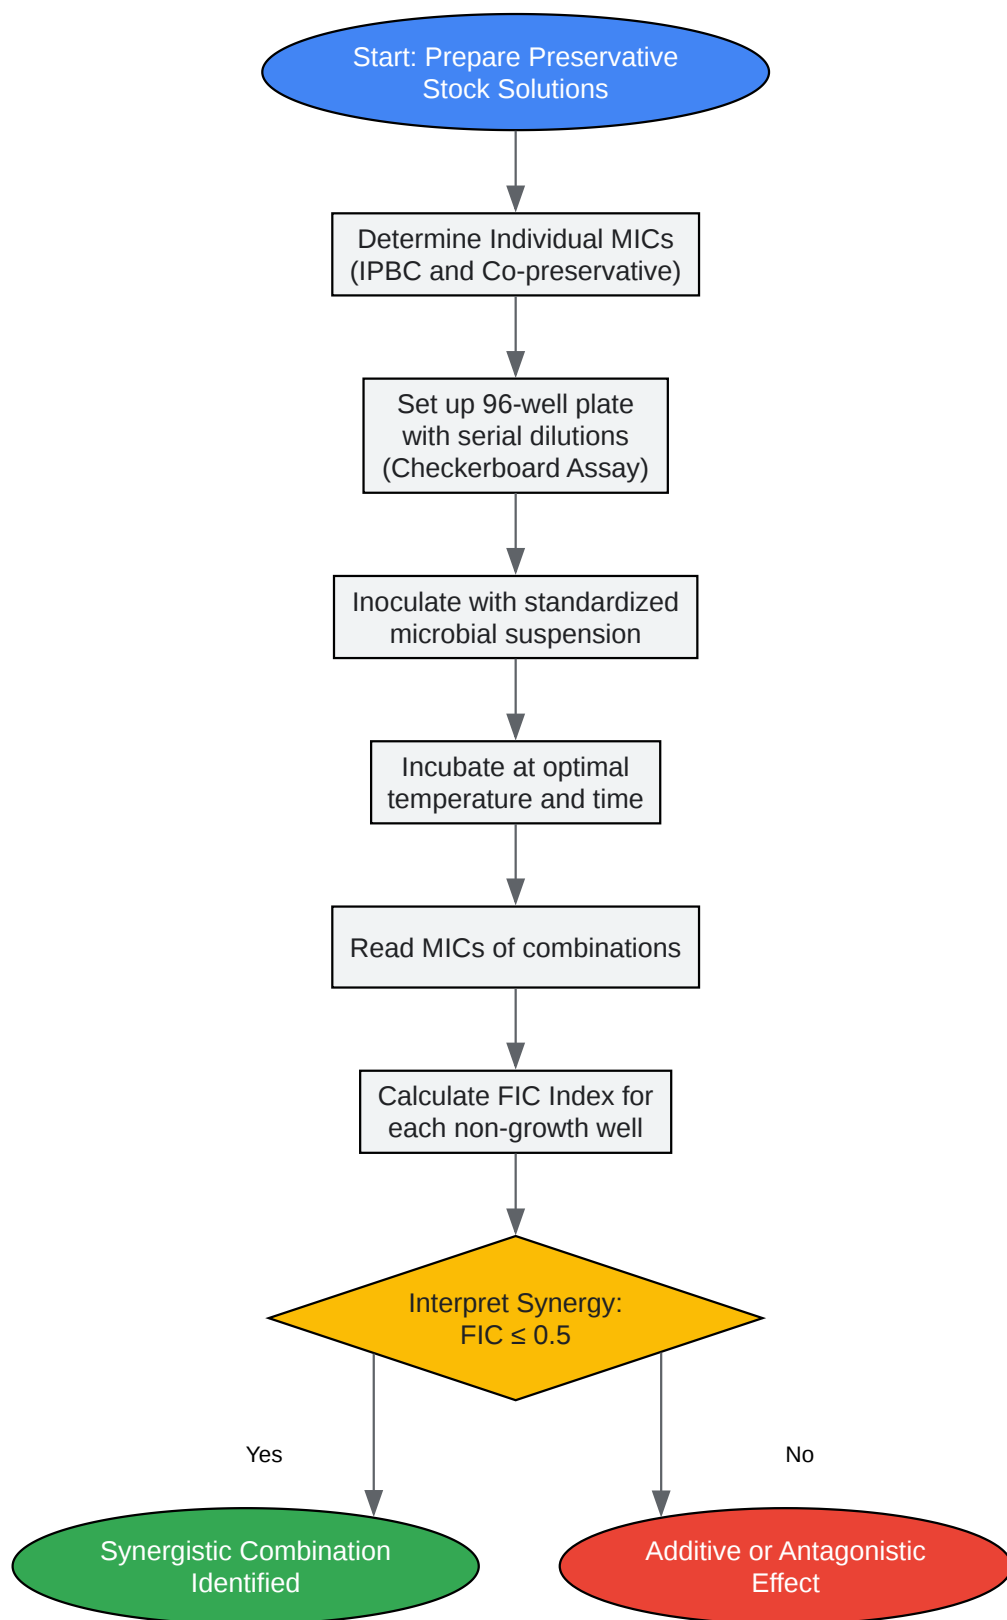 Start: Prepare Preservative
Stock Solutions
Determine Individual MICs
(IPBC and Co-preservative)
Set up 96-well plate
with serial dilutions
(Checkerboard Assay)
Inoculate with standardized
microbial suspension
Incubate at optimal
temperature and time
Read MICs of combinations
Calculate FIC Index for
each non-growth well
Interpret Synergy:
FIC ≤ 0.5
Yes
No
Synergistic Combination
Identified
Additive or Antagonistic
Effect